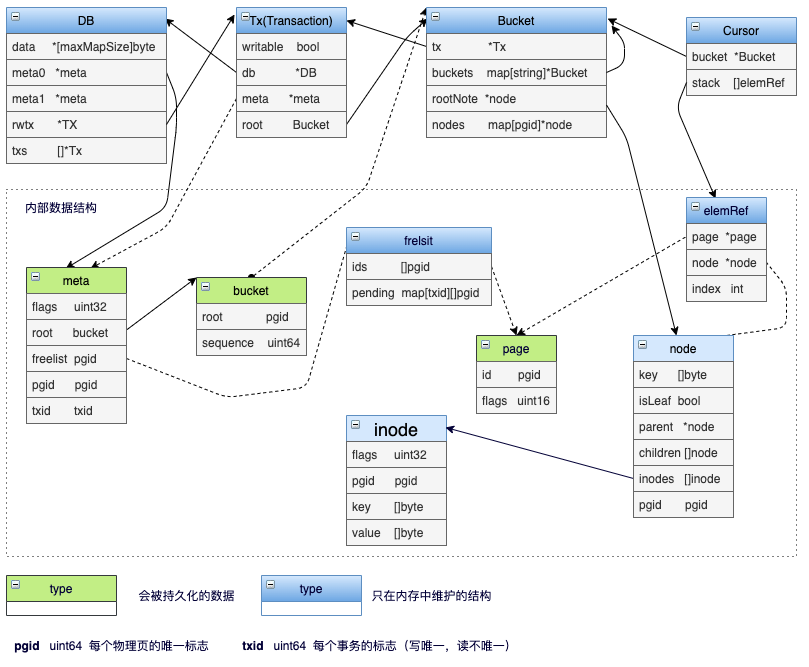 DB
data *[maxMapSize]byte
meta0 *meta
meta1 *meta
rwtx *TX
txs []*Tx
Tx(Transaction)
writable bool
db *DB
meta *meta
root Bucket
Bucket
tx *Tx
buckets map[string]*Bucket
rootNote *node
nodes map[pgid]*node
Cursor
bucket *Bucket
stack []elemRef
内部数据结构
elemRef
page *page
node *node
index int
frelsit
ids []pgid
pending map[txid][]pgid
meta
flags uint32
root bucket
freelist pgid
pgid pgid
txid txid
bucket
root pgid
sequence uint64
page
id pgid
flags uint16
node
key []byte
isLeaf bool
parent *node
children []node
inodes []inode
pgid pgid
inode
flags uint32
pgid pgid
key []byte
value []byte
type 会被持久化的数据
type 只在内存中维护的结构
pgid uint64 每个物理页的唯一标志 txid uint64 每个事务的标志（写唯一，读不唯一）